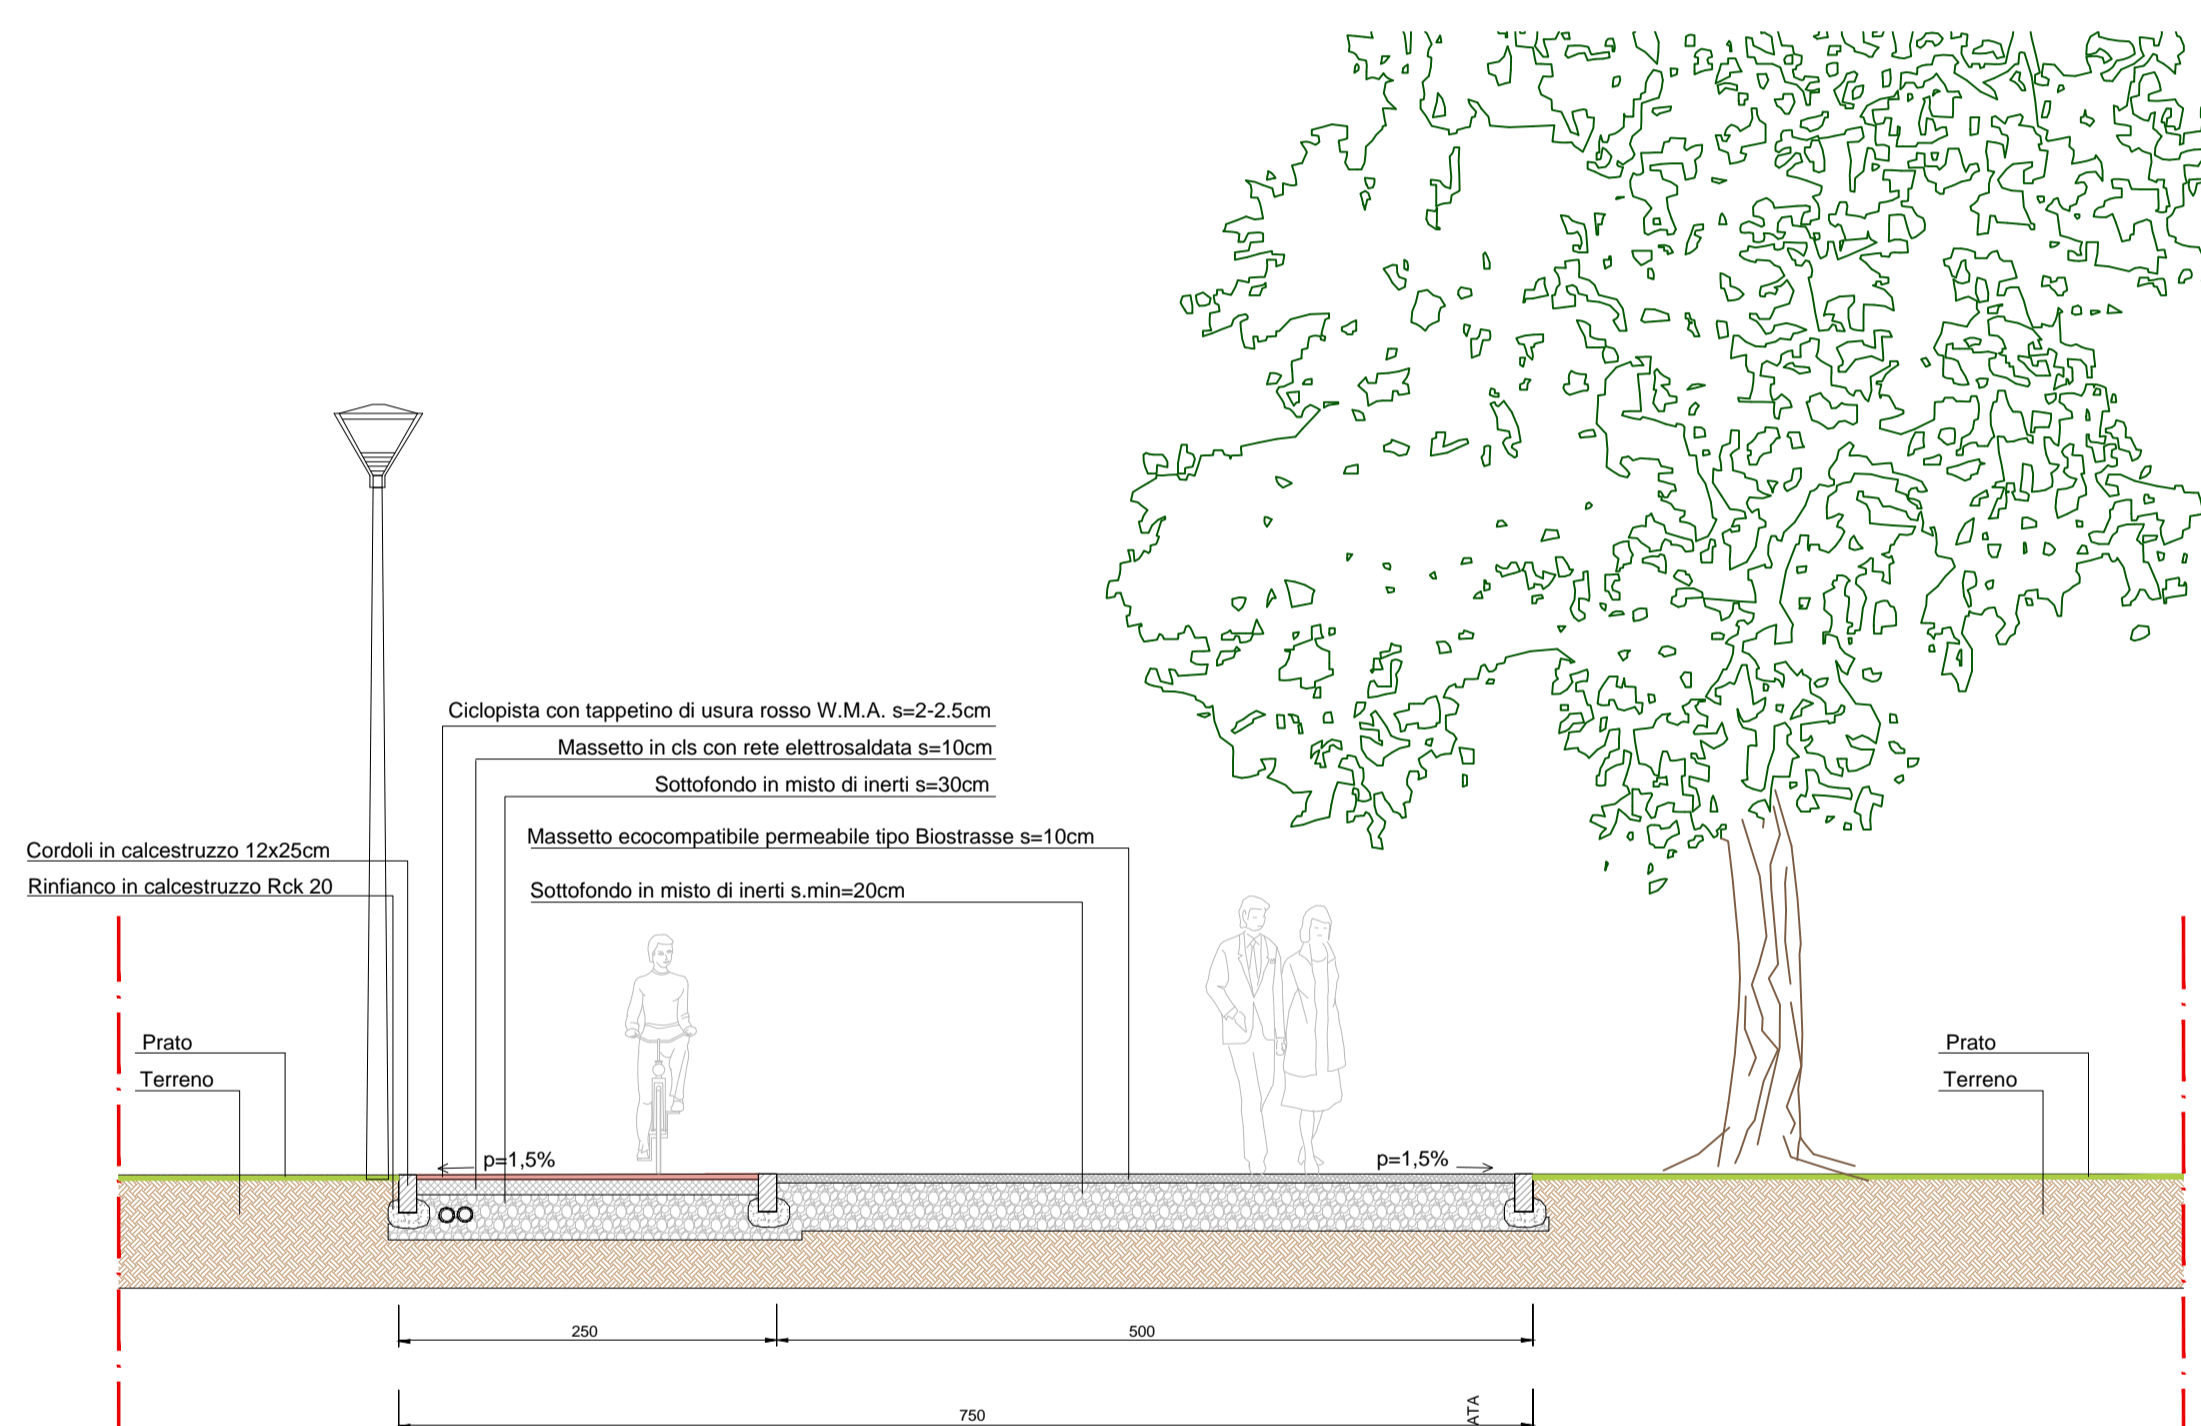 Ciclopista con tappetino di usura rosso W.M.A. s=2-2.5cm
Massetto in cls con rete elettrosaldata s=10cm
Sottofondo in misto di inerti s=30cm
Massetto ecocompatibile permeabile tipo Biostrasse s=10cm
Cordoli in calcestruzzo 12x25cm
Rinfianco in calcestruzzo Rck 20
Sottofondo in misto di inerti s.min=20cm
Prato
Terreno
Prato
Terreno
p=1,5%
p=1,5%
250
500
750
ATA